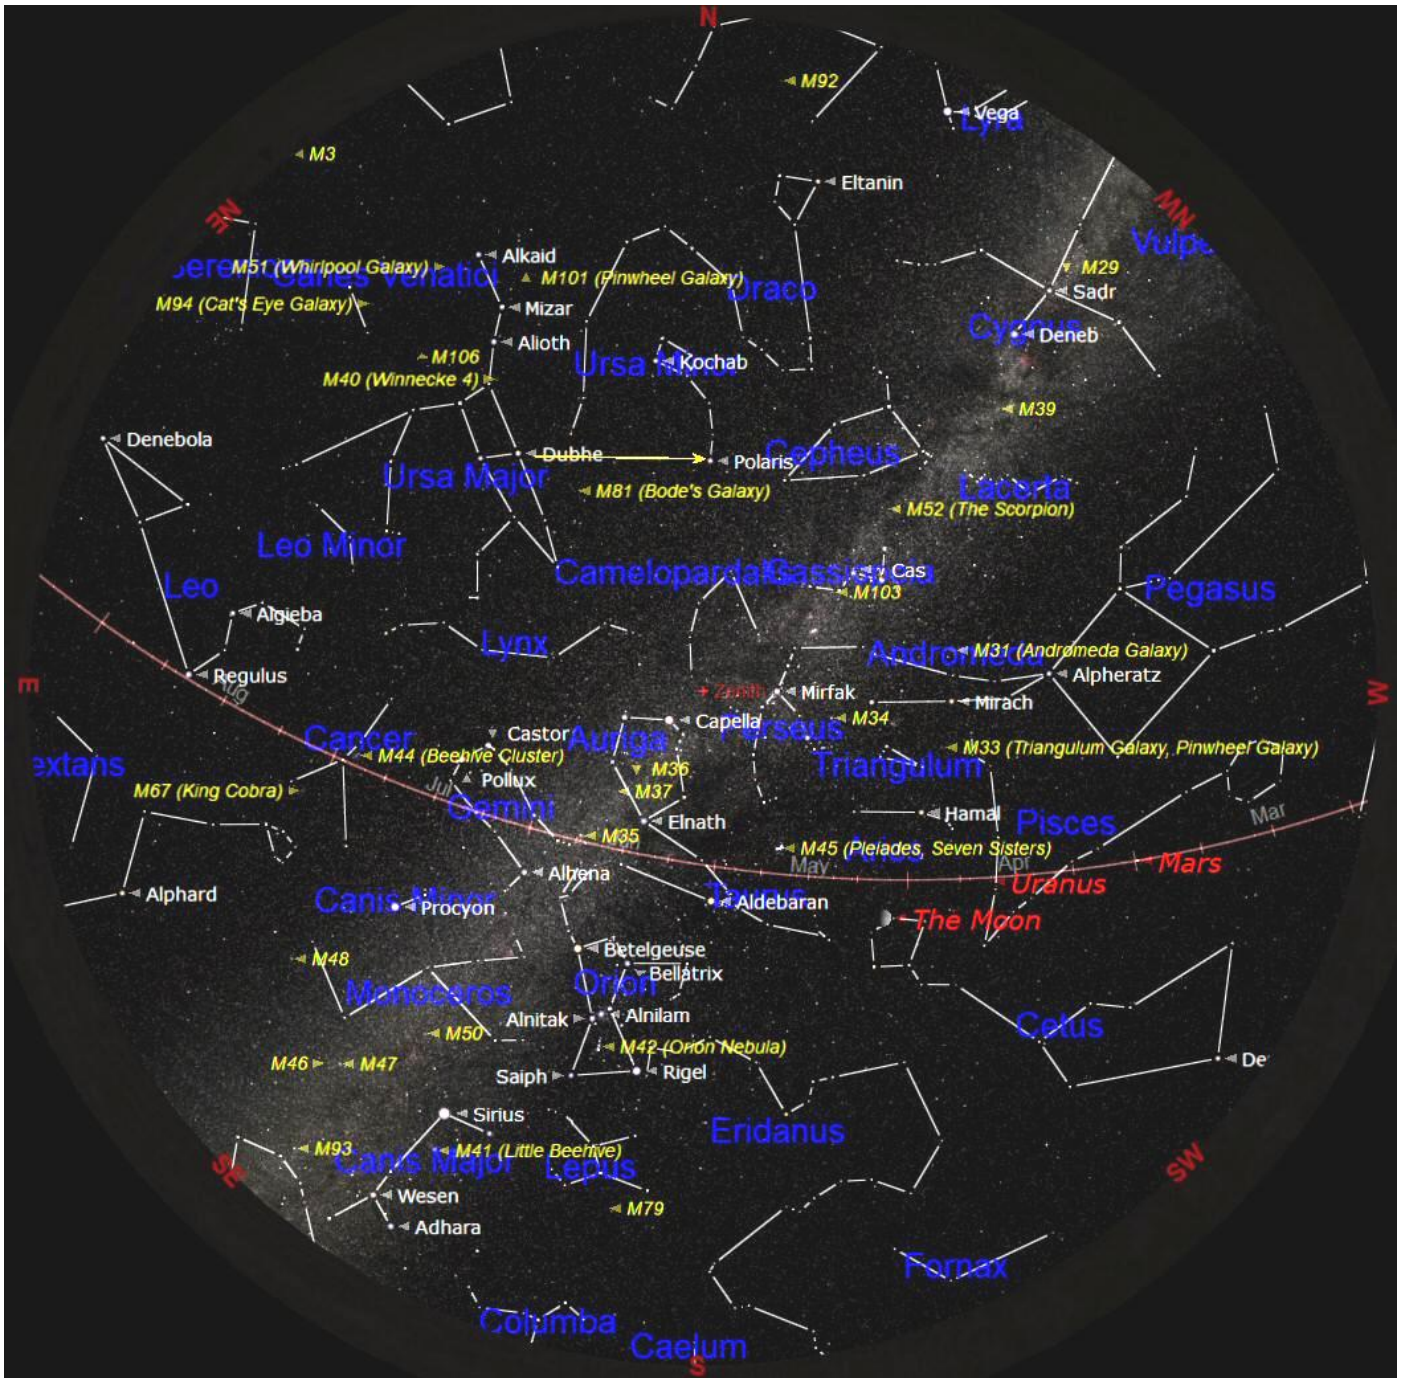 N
M92
Vega
Lyra
M3
Eltanin
NE
NW
Alkaid
M51 (Whirlpool Galaxy)
Canes Venatici
M101 (Pinwheel Galaxy)
Draco
M29
Sadr
M94 (Cat's Eye Galaxy)
Mizar
Cygnus
Deneb
Alioth
M106
Ursa Minor
Kochab
M40 (Winnecke 4)
M39
Denebola
Dubhe
Polaris
Cepheus
Ursa Major
M81 (Bode's Galaxy)
Lacerta
M52 (The Scorpion)
Leo Minor
Camelopardalis
Cassiopeia
Cas
M103
Leo
Pegasus
Algieba
Lynx
Andromeda
M31 (Andromeda Galaxy)
Regulus
Aug
Alpheratz
E
Zenith
Mirfak
Mirach
W
Capella
Perseus
M34
Castor
Cancer
M44 (Beehive Cluster)
Auriga
M33 (Triangulum Galaxy, Pinwheel Galaxy)
extans
Triangulum
M36
Pollux
Jul
M67 (King Cobra)
M37
Gemini
Elnath
Hamal
Pisces
Mar
M35
M45 (Pleiades, Seven Sisters)
Aries
May
Apr
Mars
Uranus
Alhena
Alphard
Canis Minor
Procyon
Taurus
Aldebaran
The Moon
Betelgeuse
M48
Bellatrix
Orion
Monoceros
Alnitak
Alnilam
Cetus
M50
M42 (Orion Nebula)
M46
M47
Saiph
Rigel
De
Sirius
Eridanus
M93
M41 (Little Beehive)
Canis Major
Lepus
SE
SW
Wesen
M79
Adhara
Fornax
Columba
Caelum
S